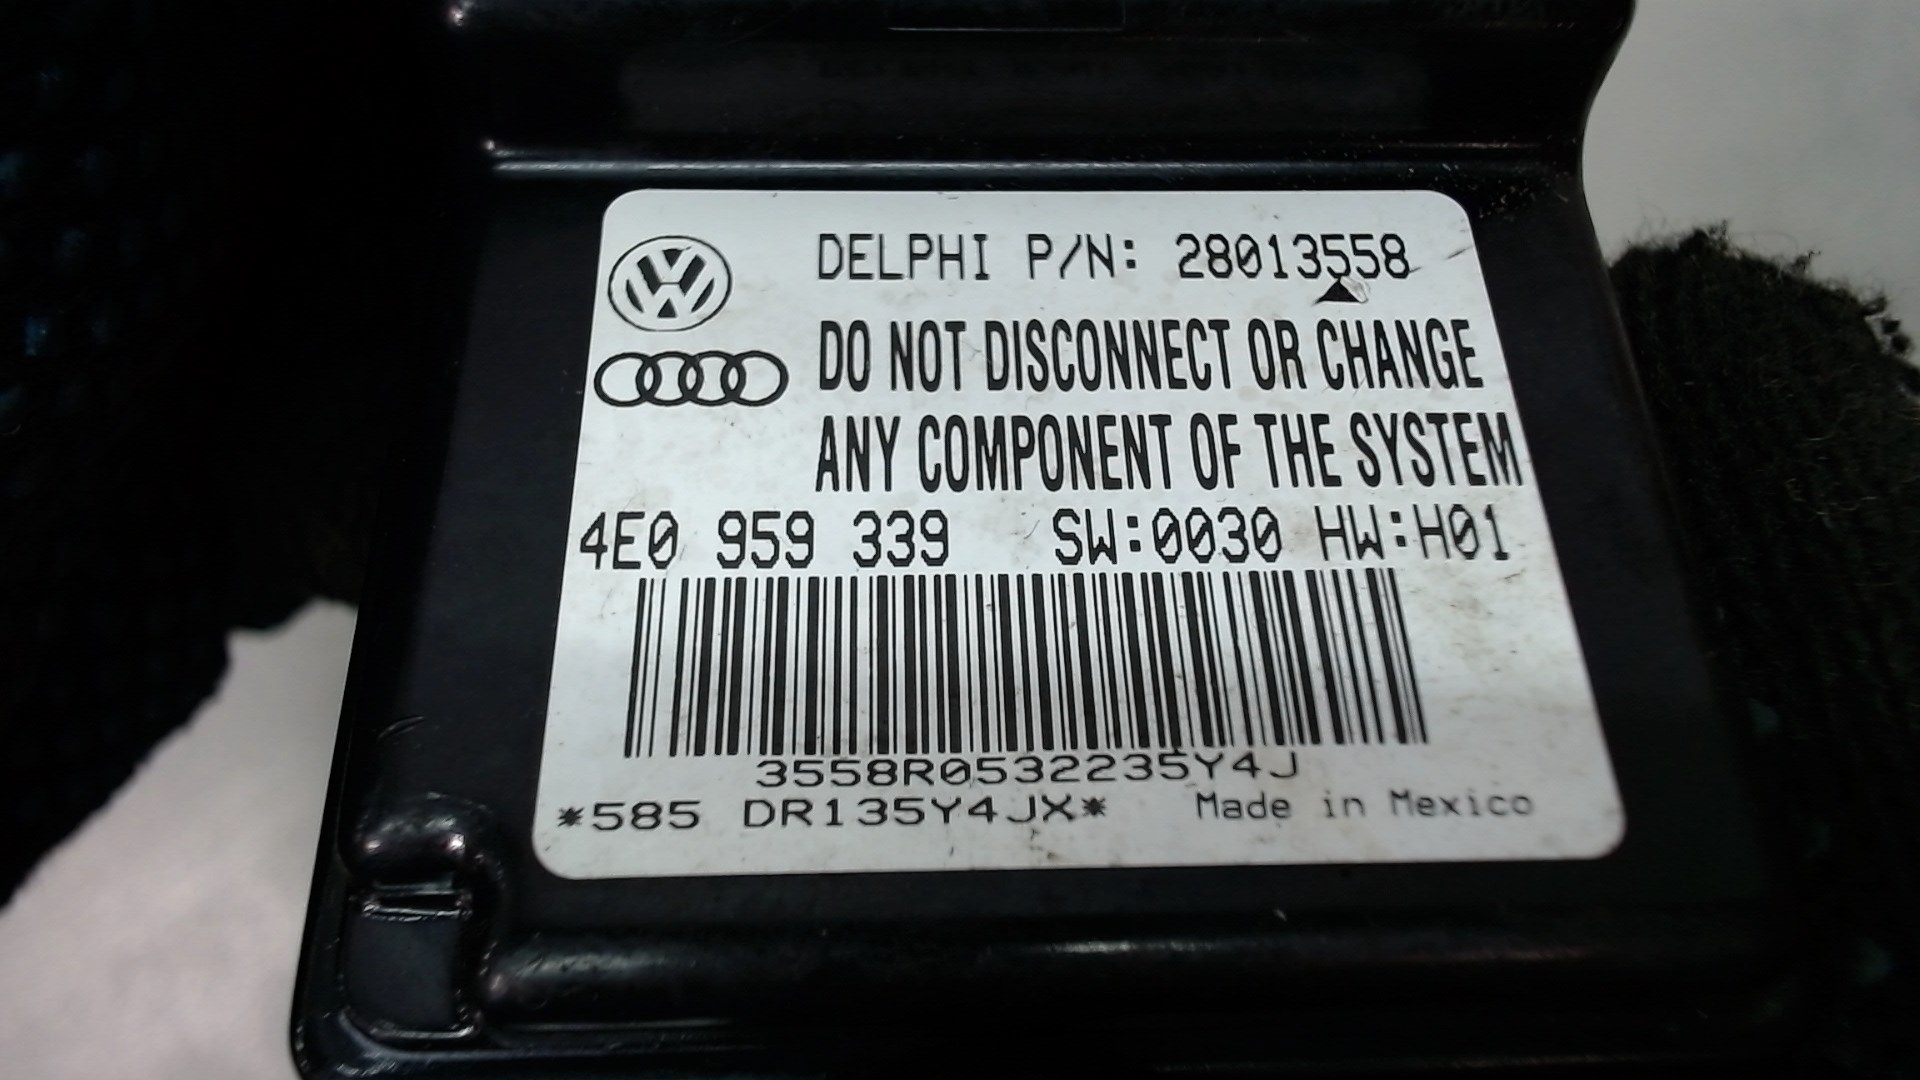 DELPHI P/N: 28013558
DO NOT DISCONNECT OR CHANGE
ANY COMPONENT OF THE SYSTEM
4E0 959 339 SW:0030 HW:H01
3558R0532235Y4J
*585 DR135Y4JX* Made in Mexico